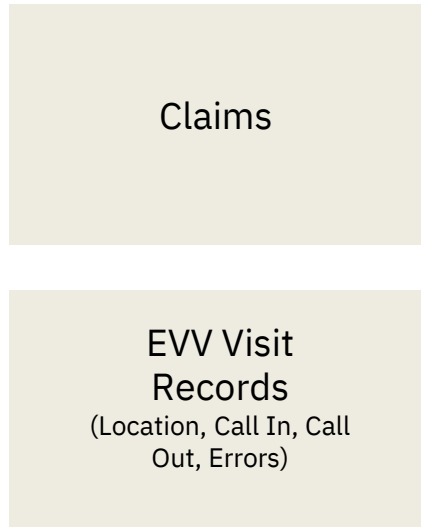 Claims
EVV Visit
Records
(Location, Call In, Call
Out, Errors)